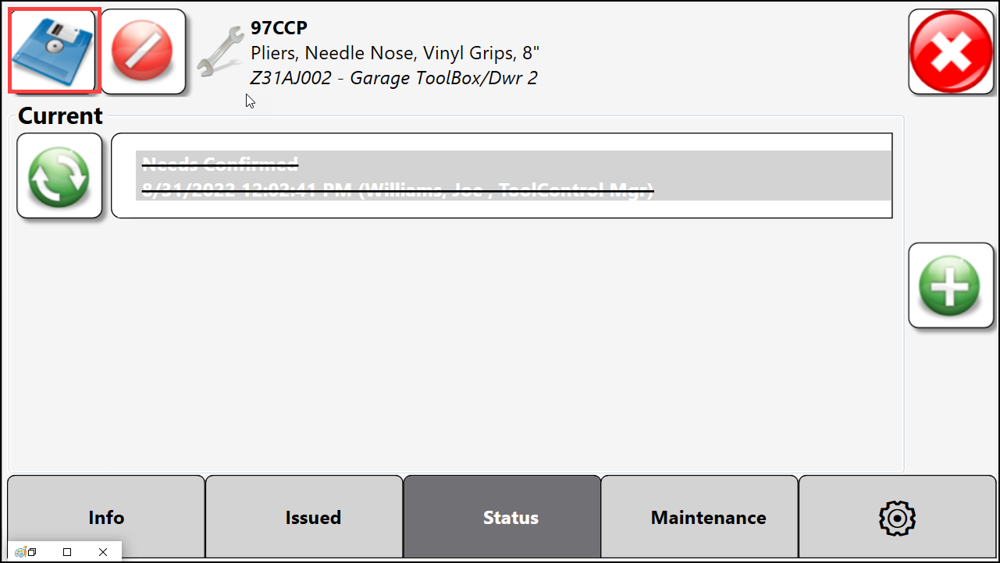 97CCP
Pliers, Needle Nose, Vinyl Grips, 8"
Z31AJ002 - Garage ToolBox/Dwr 2
Current
Needs Confirmed
8/31/2022 12:02:41 PM (Williams, Joe , ToolControl Mgr)
Info
Issued
Status
Maintenance